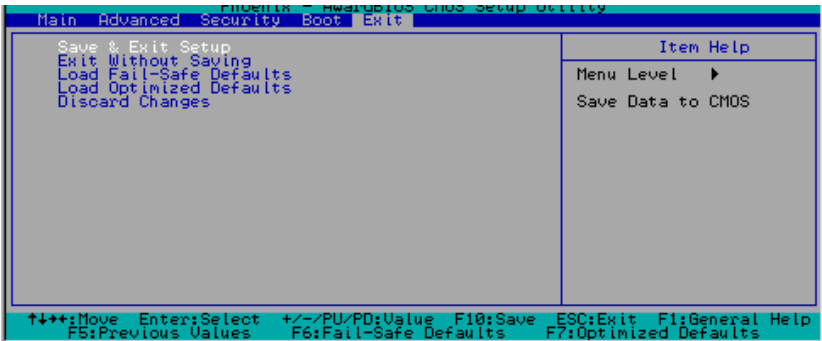 Phoenix - AwardBIOS CMOS Setup Utility
Main Advanced Security Boot Exit
Save & Exit Setup
Exit Without Saving
Load Fail-Safe Defaults
Load Optimized Defaults
Discard Changes
Item Help
Menu Level ▶
Save Data to CMOS
↑↓→←:Move Enter:Select +/-/PU/PD:Value F10:Save ESC:Exit F1:General Help
F5:Previous Values F6:Fail-Safe Defaults F7:Optimized Defaults